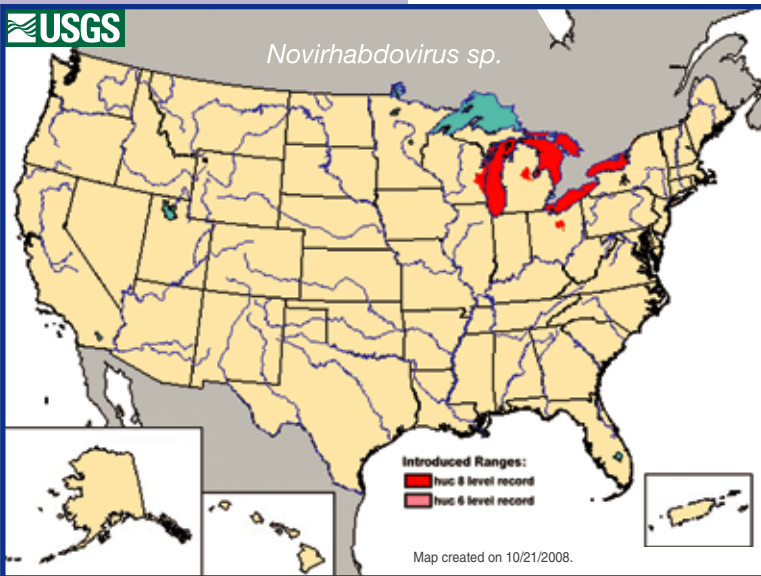 USGS
Novirhabdovirus sp.
Introduced Ranges:
huc 8 level record
huc 6 level record
Map created on 10/21/2008.